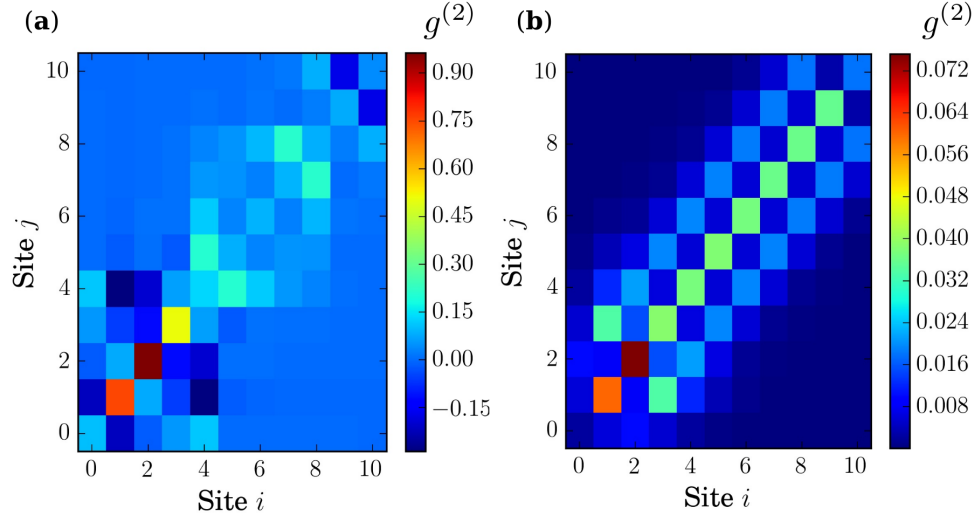 (a)
g(2)
10
8
6
4
2
0
Site j
0 2 4 6 8 10
Site i
0.90
0.75
0.60
0.45
0.30
0.15
0.00
−0.15
(b)
g(2)
10
8
6
4
2
0
Site j
0 2 4 6 8 10
Site i
0.072
0.064
0.056
0.048
0.040
0.032
0.024
0.016
0.008